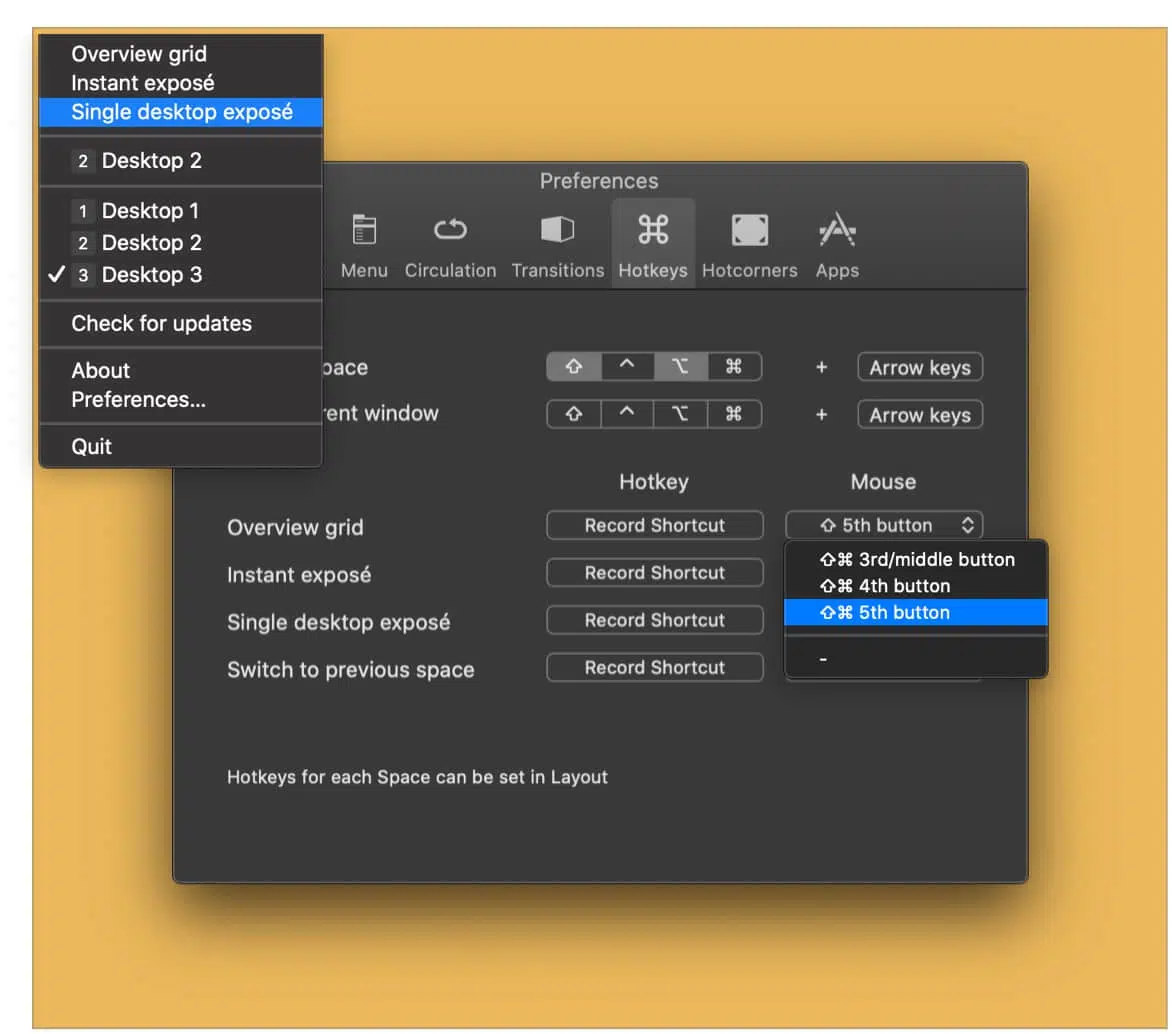 Overview grid
Instant exposé
Single desktop exposé
2 Desktop 2
1 Desktop 1
2 Desktop 2
✓ 3 Desktop 3
Check for updates
About
Preferences...
Quit
Preferences
Menu Circulation Transitions Hotkeys Hotcorners Apps
⇧ ^ ⌥ ⌘ + Arrow keys
window ⇧ ^ ⌥ ⌘ + Arrow keys
Hotkey Mouse
Overview grid Record Shortcut ⇧ 5th button
Instant exposé Record Shortcut
Single desktop exposé Record Shortcut
Switch to previous space Record Shortcut
⇧⌘ 3rd/middle button
⇧⌘ 4th button
⇧⌘ 5th button
-
Hotkeys for each Space can be set in Layout